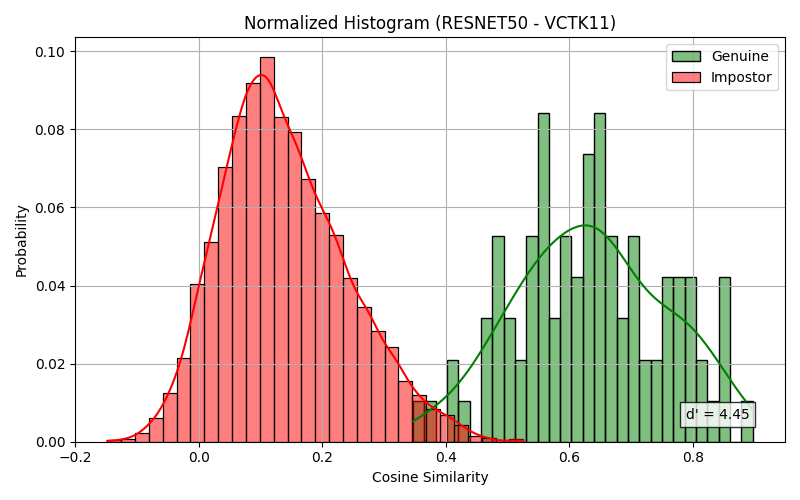 Normalized Histogram (RESNET50 - VCTK11)
Genuine
Impostor
Probability
0.10
0.08
0.06
0.04
0.02
0.00
d' = 4.45
−0.2 0.0 0.2 0.4 0.6 0.8
Cosine Similarity